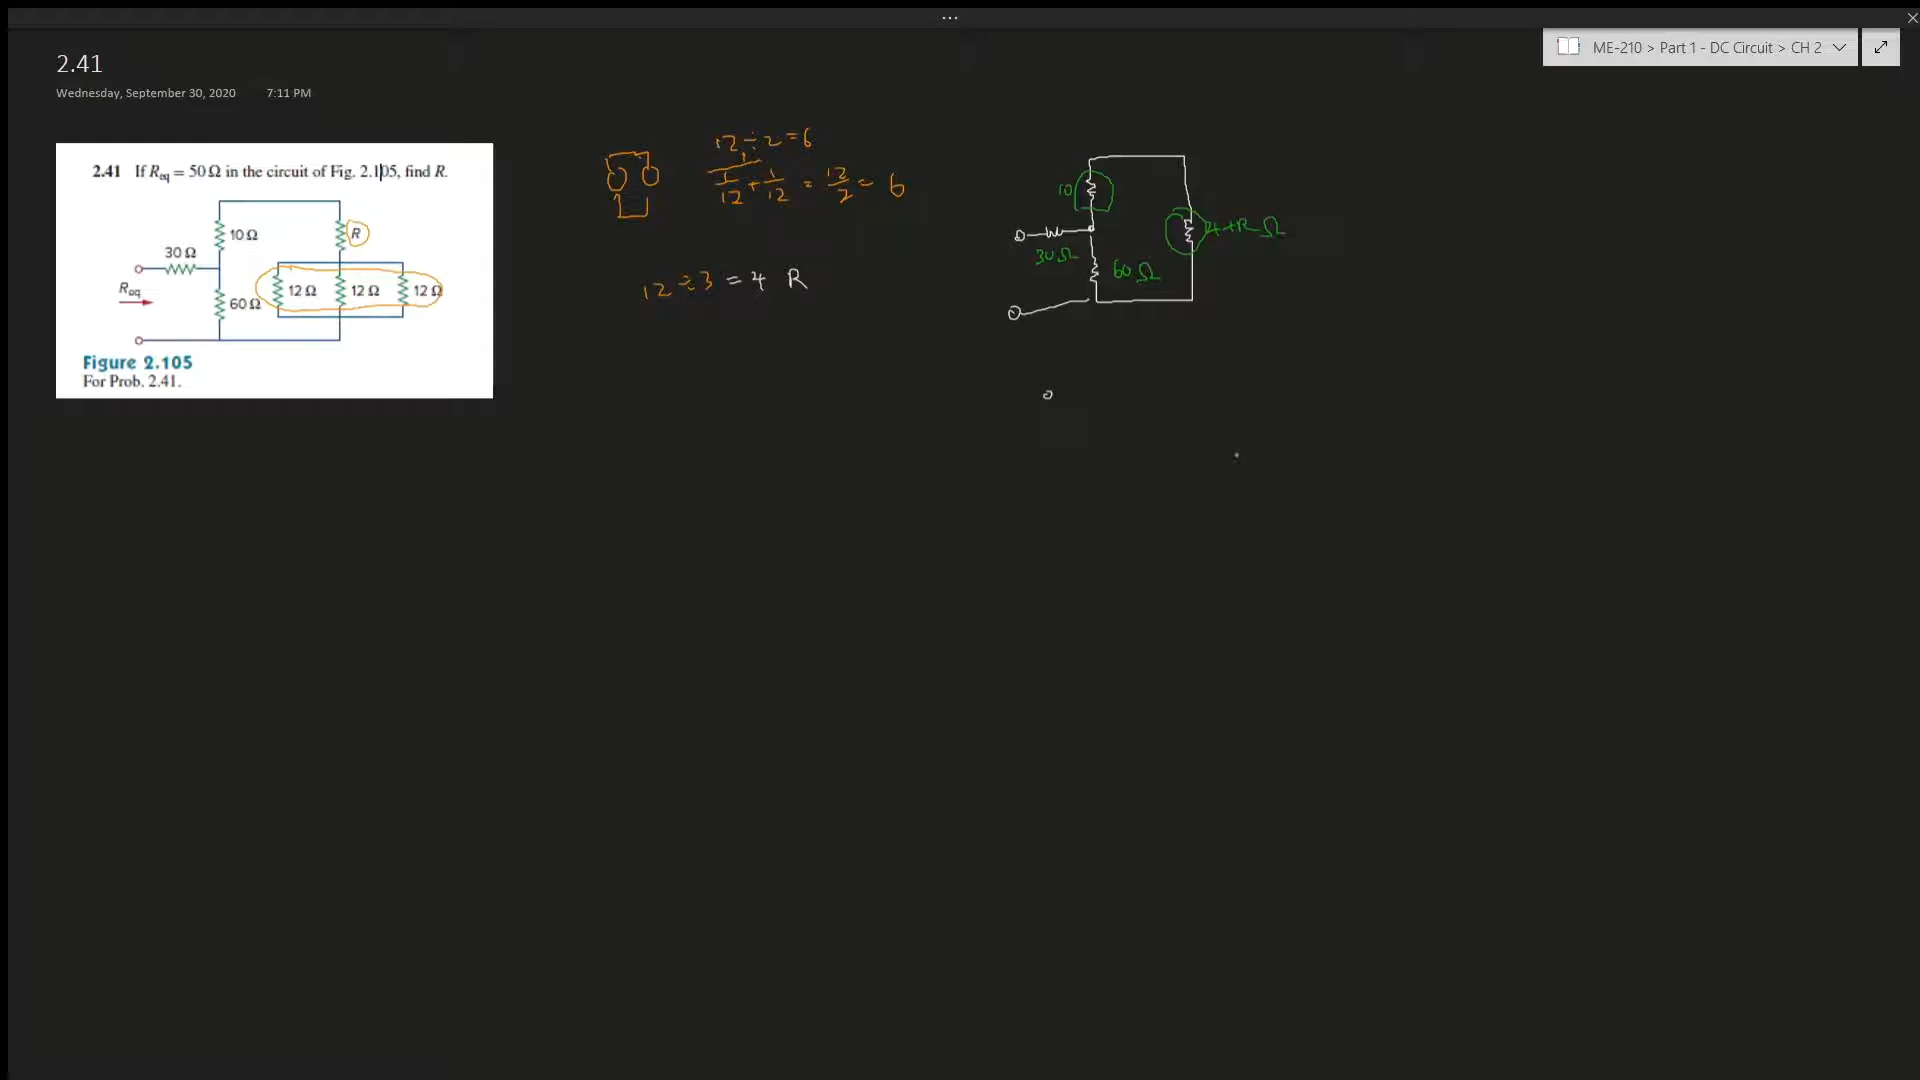 ...
ME-210 > Part 1 - DC Circuit > CH 2
2.41
Wednesday, September 30, 2020 7:11 PM
2.41 If Req = 50 Ω in the circuit of Fig. 2.105, find R.
10 Ω
R
30 Ω
Req
60 Ω
12 Ω
12 Ω
12 Ω
Figure 2.105
For Prob. 2.41.
12 ÷ 2 = 6
1
1/12 + 1/12 = 12/2 = 6
12 ÷ 3 = 4 R
10
30 Ω
60 Ω
4+R Ω